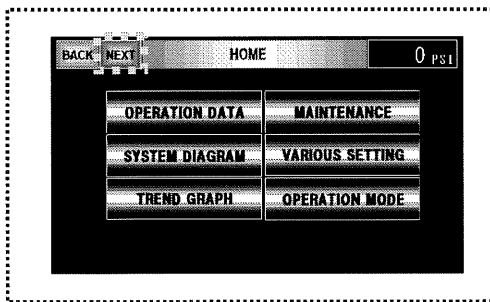 BACK NEXT HOME 0 PSI
OPERATION DATA MAINTENANCE
SYSTEM DIAGRAM VARIOUS SETTING
TREND GRAPH OPERATION MODE